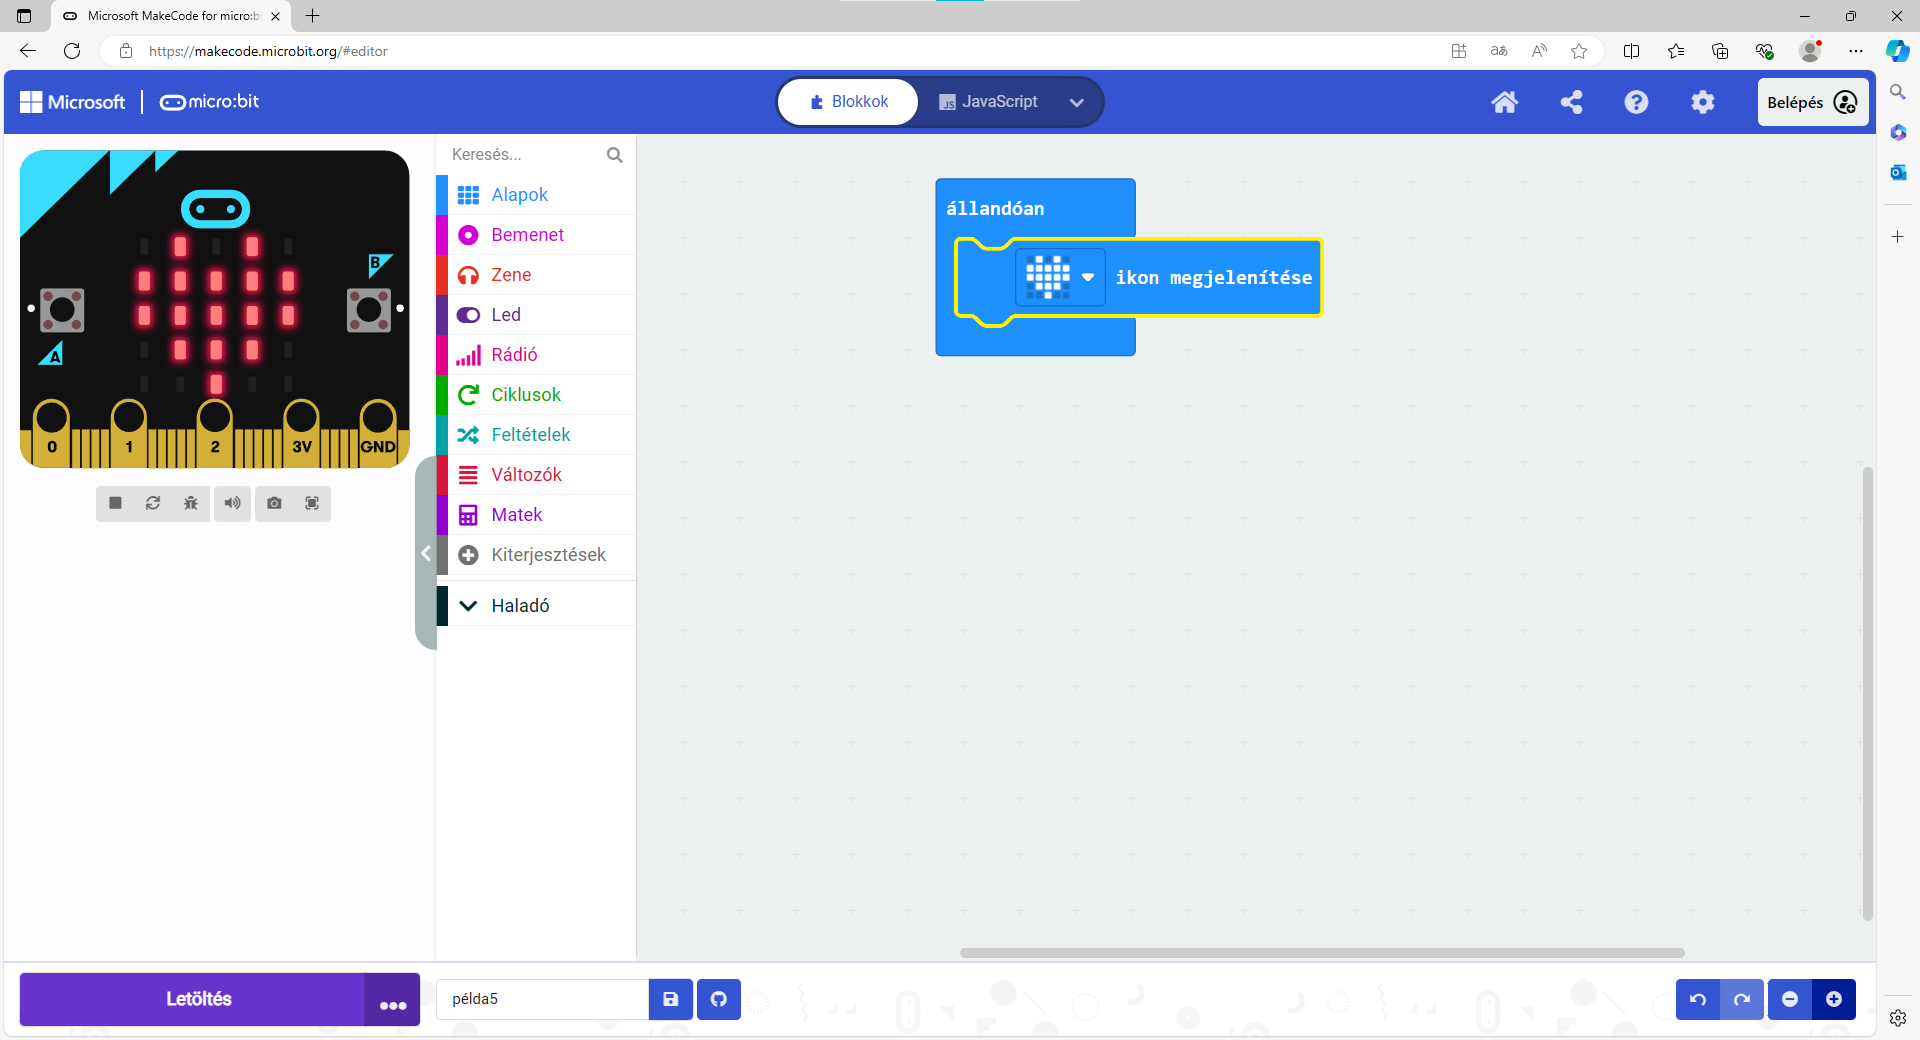 Microsoft MakeCode for micro:b
https://makecode.microbit.org/#editor
Microsoft
micro:bit
Blokkok
JS
JavaScript
Belépés
B
A
0
1
2
3V
GND
Keresés...
Alapok
Bemenet
Zene
Led
Rádió
Ciklusok
Feltételek
Változók
Matek
Kiterjesztések
Haladó
állandóan
ikon megjelenítése
Letöltés
példa5